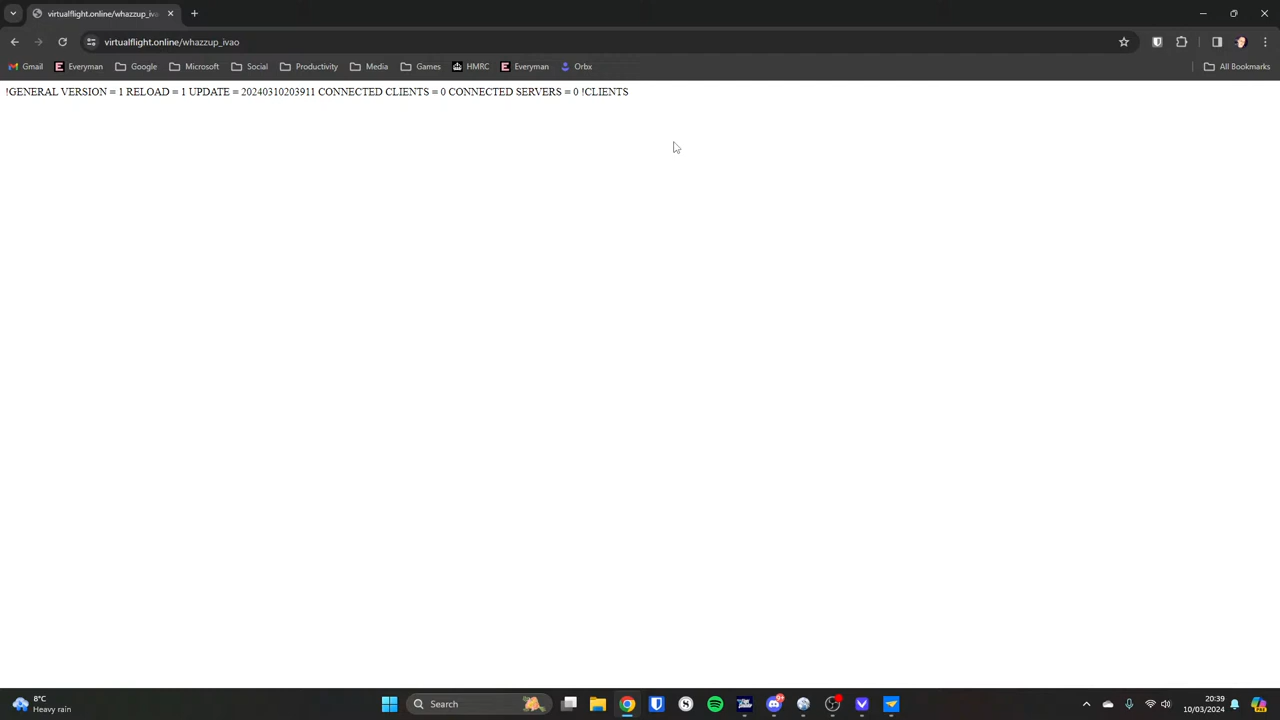 virtualflight.online/whazzup_iva
virtualflight.online/whazzup_ivao
Gmail Everyman Google Microsoft Social Productivity Media Games HMRC Everyman Orbx All Bookmarks
!GENERAL VERSION = 1 RELOAD = 1 UPDATE = 20240310203911 CONNECTED CLIENTS = 0 CONNECTED SERVERS = 0 !CLIENTS
8°C
Heavy rain
Search
20:39
10/03/2024